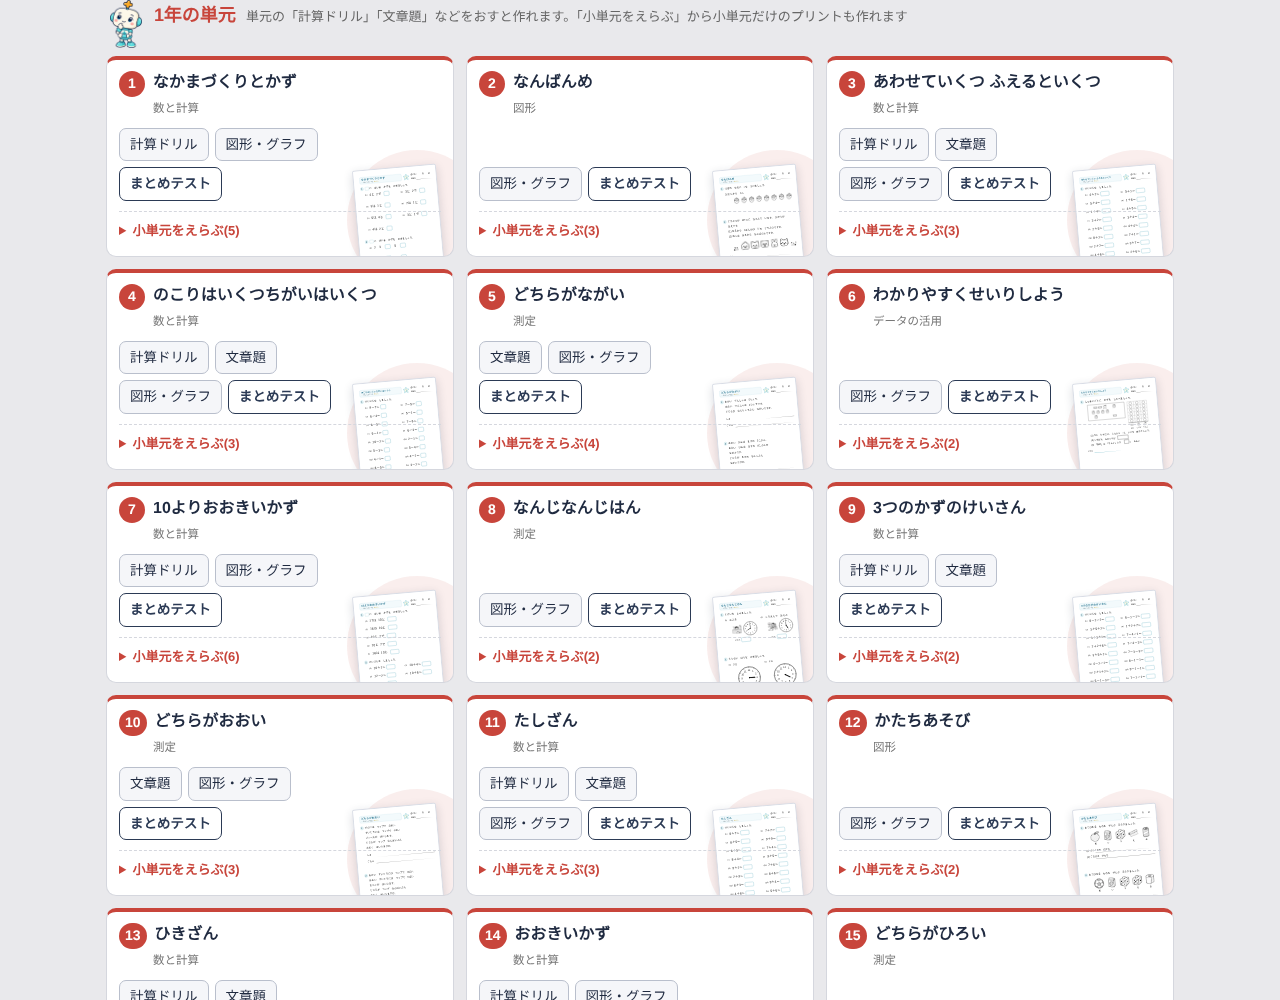 1年の単元 単元の「計算ドリル」「文章題」などをおすと作れます。「小単元をえらぶ」から小単元だけのプリントも作れます
1 なかまづくりとかず
数と計算
計算ドリル 図形・グラフ
まとめテスト
小単元をえらぶ(5)
2 なんばんめ
図形
図形・グラフ まとめテスト
小単元をえらぶ(3)
3 あわせていくつ ふえるといくつ
数と計算
計算ドリル 文章題
図形・グラフ まとめテスト
小単元をえらぶ(3)
4 のこりはいくつちがいはいくつ
数と計算
計算ドリル 文章題
図形・グラフ まとめテスト
小単元をえらぶ(3)
5 どちらがながい
測定
文章題 図形・グラフ
まとめテスト
小単元をえらぶ(4)
6 わかりやすくせいりしよう
データの活用
図形・グラフ まとめテスト
小単元をえらぶ(2)
7 10よりおおきいかず
数と計算
計算ドリル 図形・グラフ
まとめテスト
小単元をえらぶ(6)
8 なんじなんじはん
測定
図形・グラフ まとめテスト
小単元をえらぶ(2)
9 3つのかずのけいさん
数と計算
計算ドリル 文章題
まとめテスト
小単元をえらぶ(2)
10 どちらがおおい
測定
文章題 図形・グラフ
まとめテスト
小単元をえらぶ(3)
11 たしざん
数と計算
計算ドリル 文章題
図形・グラフ まとめテスト
小単元をえらぶ(3)
12 かたちあそび
図形
図形・グラフ まとめテスト
小単元をえらぶ(2)
13 ひきざん
数と計算
計算ドリル 文章題
14 おおきいかず
数と計算
計算ドリル 図形・グラフ
15 どちらがひろい
測定